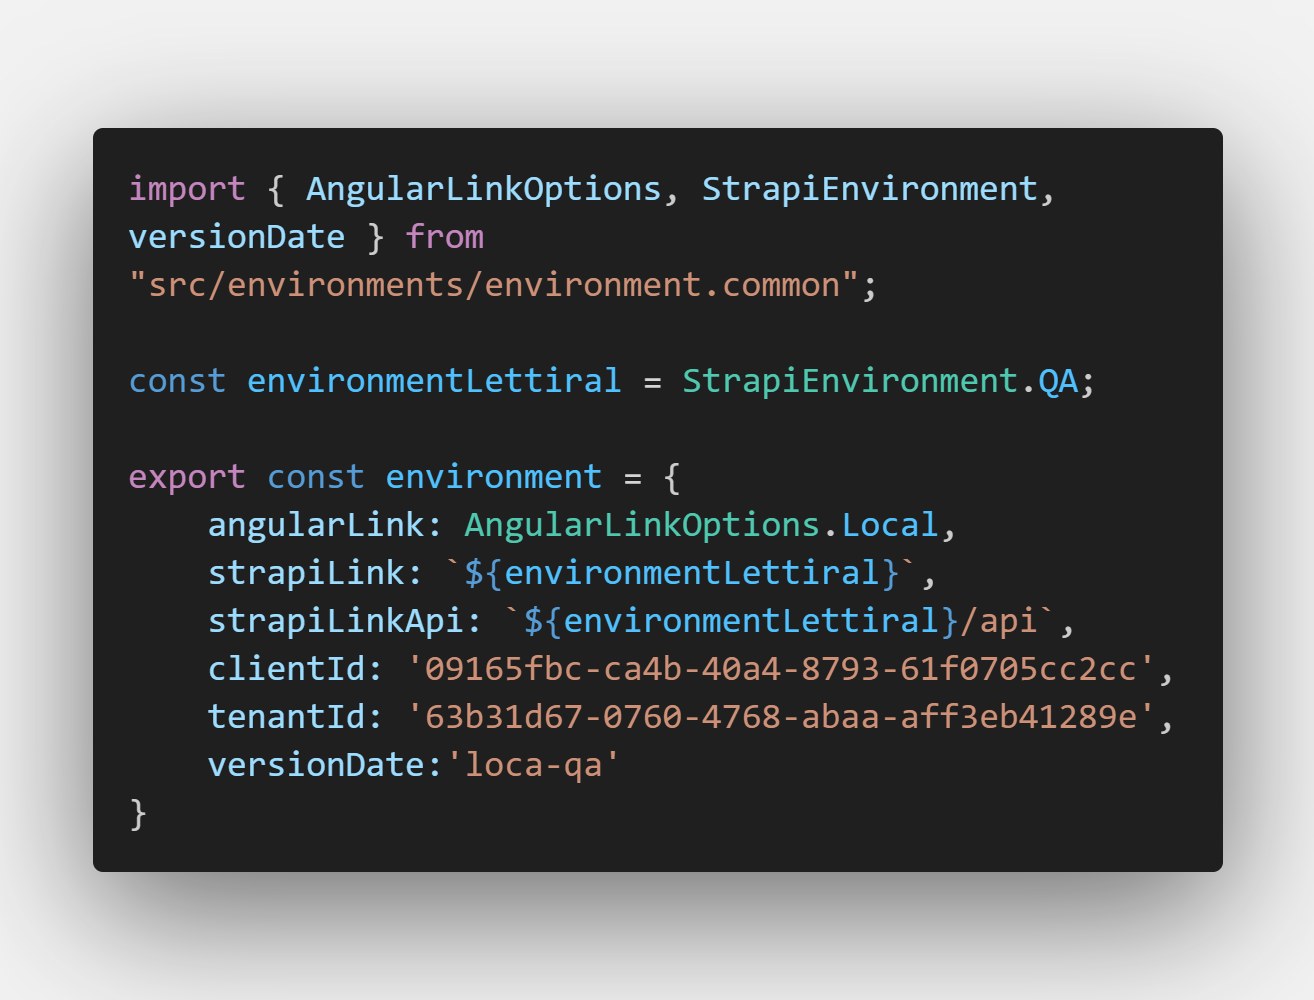 import { AngularLinkOptions, StrapiEnvironment,
versionDate } from
"src/environments/environment.common";
const environmentLettiral = StrapiEnvironment.QA;
export const environment = {
    angularLink: AngularLinkOptions.Local,
    strapiLink: `${environmentLettiral}`,
    strapiLinkApi: `${environmentLettiral}/api`,
    clientId: '09165fbc-ca4b-40a4-8793-61f0705cc2cc',
    tenantId: '63b31d67-0760-4768-abaa-aff3eb41289e',
    versionDate:'loca-qa'
}